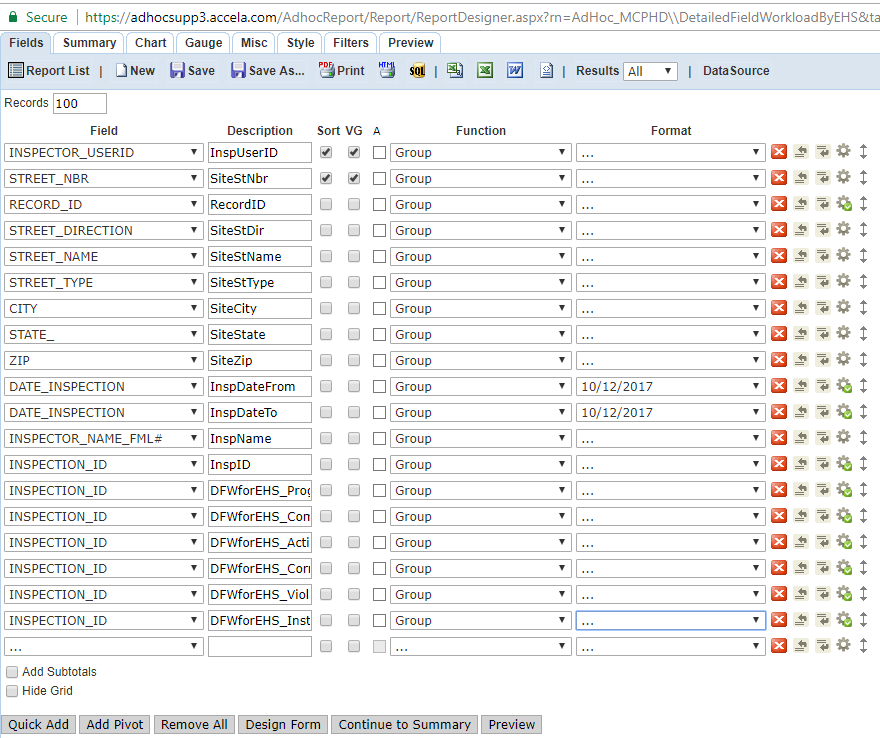 Secure https://adhocsupp3.accela.com/AdhocReport/Report/ReportDesigner.aspx?rn=AdHoc_MCPHD\\DetailedFieldWorkloadByEHS&ta
Fields Summary Chart Gauge Misc Style Filters Preview
Report List | New Save Save As... PDF Print HTML SQL | Results All | DataSource
Records 100
Field Description Sort VG A Function Format
INSPECTOR_USERID InspUserID Group ...
STREET_NBR SiteStNbr Group ...
RECORD_ID RecordID Group ...
STREET_DIRECTION SiteStDir Group ...
STREET_NAME SiteStName Group ...
STREET_TYPE SiteStType Group ...
CITY SiteCity Group ...
STATE_ SiteState Group ...
ZIP SiteZip Group ...
DATE_INSPECTION InspDateFrom Group 10/12/2017
DATE_INSPECTION InspDateTo Group 10/12/2017
INSPECTOR_NAME_FML# InspName Group ...
INSPECTION_ID InspID Group ...
INSPECTION_ID DFWforEHS_Prog Group ...
INSPECTION_ID DFWforEHS_Com Group ...
INSPECTION_ID DFWforEHS_Acti Group ...
INSPECTION_ID DFWforEHS_Corr Group ...
INSPECTION_ID DFWforEHS_Viol Group ...
INSPECTION_ID DFWforEHS_Inst Group ...
... ... ...
Add Subtotals
Hide Grid
Quick Add Add Pivot Remove All Design Form Continue to Summary Preview